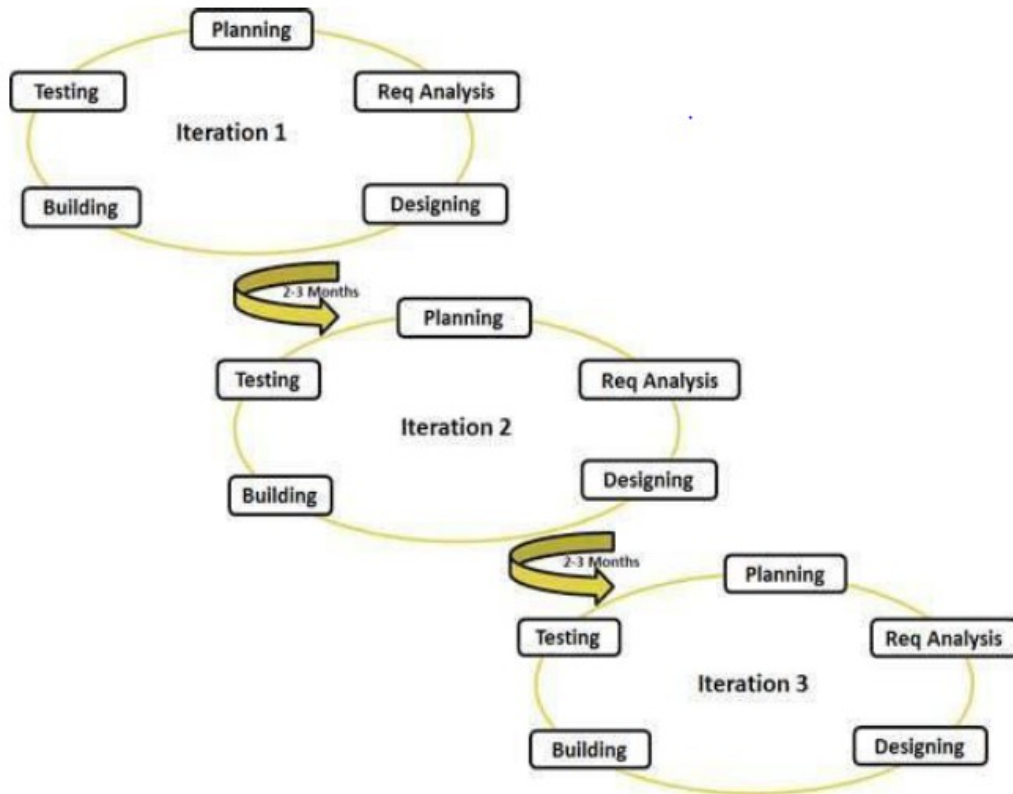 Planning
Testing
Req Analysis
Iteration 1
Building
Designing
2-3 Months
Planning
Testing
Req Analysis
Iteration 2
Building
Designing
2-3 Months
Planning
Testing
Req Analysis
Iteration 3
Building
Designing